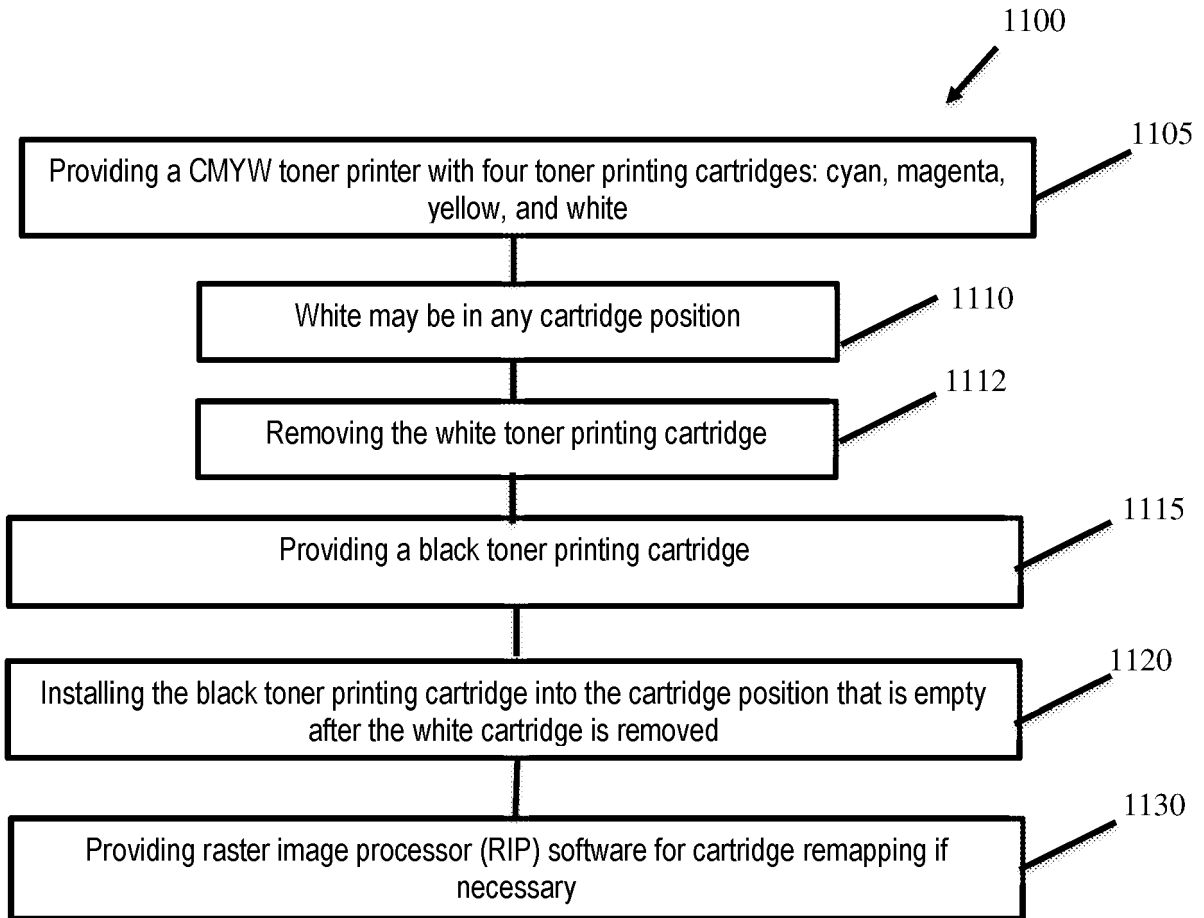 1100
1105
Providing a CMYW toner printer with four toner printing cartridges: cyan, magenta,
yellow, and white
1110
White may be in any cartridge position
1112
Removing the white toner printing cartridge
1115
Providing a black toner printing cartridge
1120
Installing the black toner printing cartridge into the cartridge position that is empty
after the white cartridge is removed
1130
Providing raster image processor (RIP) software for cartridge remapping if
necessary